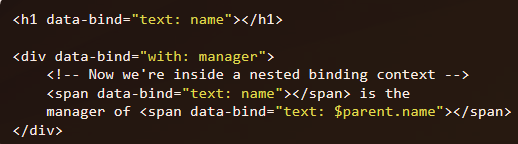 <h1 data-bind="text: name"></h1>

<div data-bind="with: manager">
    <!-- Now we're inside a nested binding context -->
    <span data-bind="text: name"></span> is the
    manager of <span data-bind="text: $parent.name"></span>
</div>